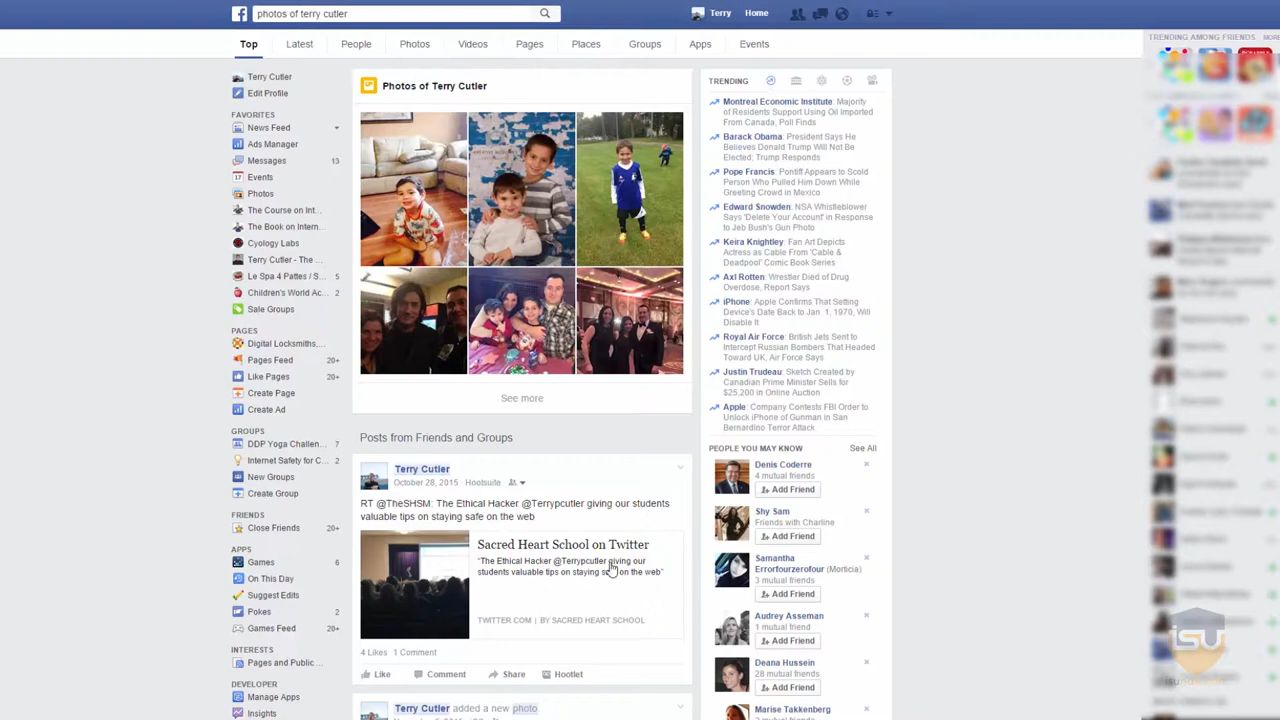 photos of terry cutler
Terry Home
Top Latest People Photos Videos Pages Places Groups Apps Events
TRENDING AMONG FRIENDS
Terry Cutler
Edit Profile
FAVORITES
News Feed
Ads Manager
Messages 13
Events
Photos
The Course on Int...
The Book on Intern...
Cyology Labs
Terry Cutler - The ...
Le Spa 4 Pattes / S... 5
Children's World Ac... 2
Sale Groups
PAGES
Digital Locksmiths,...
Pages Feed 20+
Like Pages 20+
Create Page
Create Ad
GROUPS
DDP Yoga Challen... 7
Internet Safety for C... 2
New Groups
Create Group
FRIENDS
Close Friends 20+
APPS
Games 6
On This Day
Suggest Edits
Pokes 2
Games Feed 20+
INTERESTS
Pages and Public ...
DEVELOPER
Manage Apps
Insights
Photos of Terry Cutler
See more
Posts from Friends and Groups
Terry Cutler
October 28, 2015 Hootsuite
RT @TheSHSM: The Ethical Hacker @Terrypcutler giving our students
valuable tips on staying safe on the web
Sacred Heart School on Twitter
"The Ethical Hacker @Terrypcutler giving our
students valuable tips on staying safe on the web"
TWITTER.COM | BY SACRED HEART SCHOOL
4 Likes 1 Comment
Like Comment Share Hootlet
Terry Cutler added a new photo.
TRENDING
Montreal Economic Institute: Majority
of Residents Support Using Oil Imported
From Canada, Poll Finds
Barack Obama: President Says He
Believes Donald Trump Will Not Be
Elected; Trump Responds
Pope Francis: Pontiff Appears to Scold
Person Who Pulled Him Down While
Greeting Crowd in Mexico
Edward Snowden: NSA Whistleblower
Says 'Delete Your Account' in Response
to Jeb Bush's Gun Photo
Keira Knightley: Fan Art Depicts
Actress as Cable From 'Cable &
Deadpool' Comic Book Series
Axl Rotten: Wrestler Died of Drug
Overdose, Report Says
iPhone: Apple Confirms That Setting
Device's Date Back to Jan. 1, 1970, Will
Disable It
Royal Air Force: British Jets Sent to
Intercept Russian Bombers That Headed
Toward UK, Air Force Says
Justin Trudeau: Sketch Created by
Canadian Prime Minister Sells for
$25,200 in Online Auction
Apple: Company Contests FBI Order to
Unlock iPhone of Gunman in San
Bernardino Terror Attack
PEOPLE YOU MAY KNOW See All
Denis Coderre
4 mutual friends
Add Friend
Shy Sam
Friends with Charline
Add Friend
Samantha
Errorfourzerofour (Morticia)
3 mutual friends
Add Friend
Audrey Asseman
1 mutual friend
Add Friend
Deana Hussein
28 mutual friends
Add Friend
Marise Takkenberg
iSU